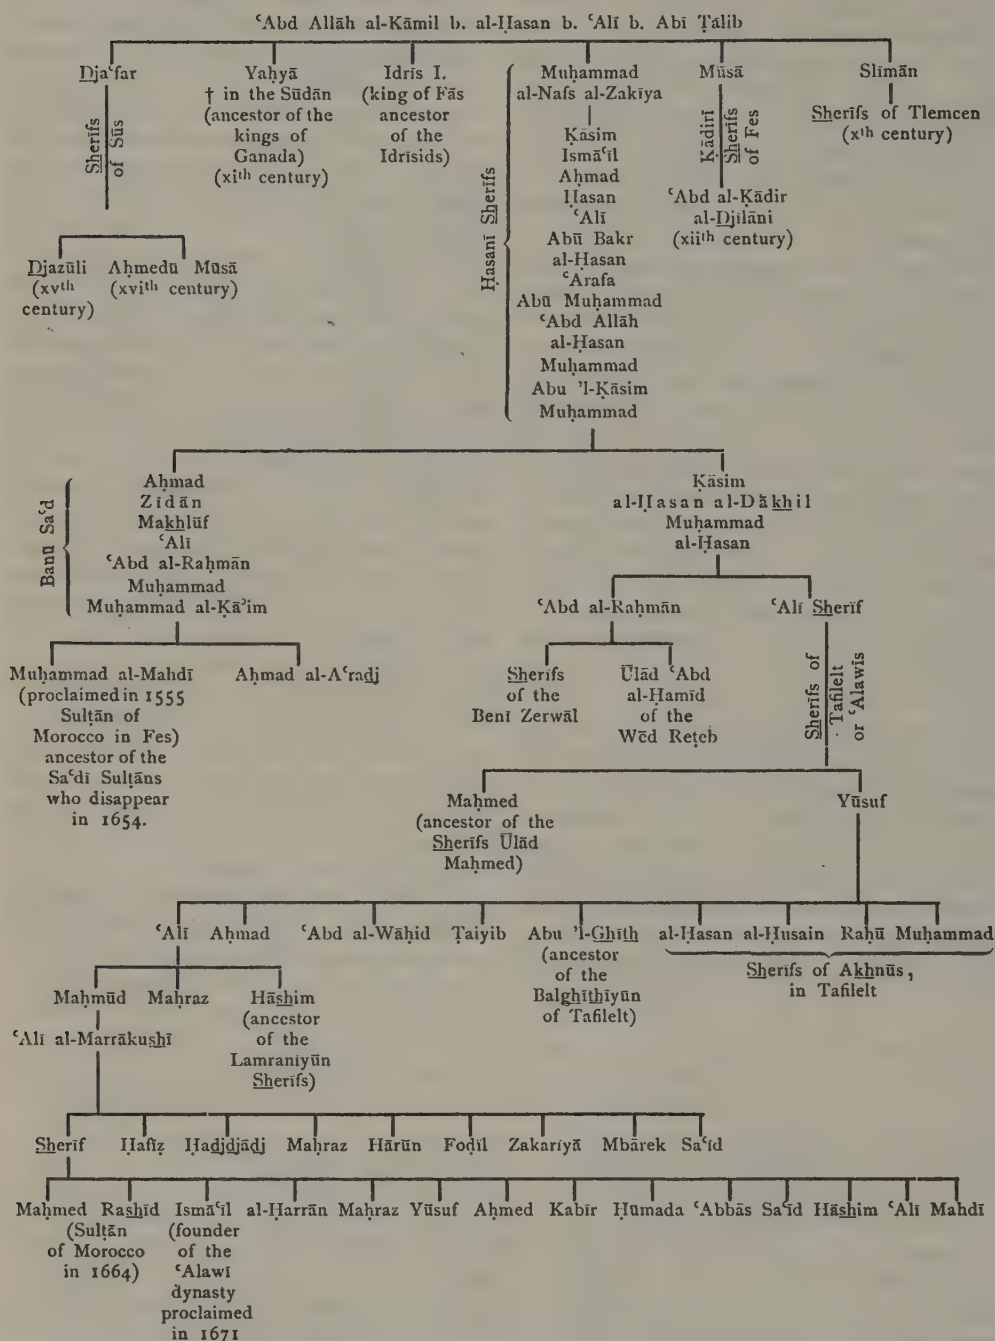 ʿAbd Allāh al-Kāmil b. al-Ḥasan b. ʿAlī b. Abī Ṭālib
Djaʿfar
Sherīfs
of Sūs
Djazūli
(xvth
century)
Aḥmedū Mūsā
(xvith century)
Yaḥyā
† in the Sūdān
(ancestor of the
kings of
Ganada)
(xith century)
Idrīs I.
(king of Fās
ancestor
of the
Idrīsids)
Ḥasanī Sherīfs
Muḥammad
al-Nafs al-Zakīya
Ḳāsim
Ismāʿīl
Aḥmad
Ḥasan
ʿAlī
Abū Bakr
al-Ḥasan
ʿArafa
Abū Muḥammad
ʿAbd Allāh
al-Ḥasan
Muḥammad
Abu 'l-Ḳāsim
Muḥammad
Mūsā
Ḳādirī
Sherīfs
of Fes
ʿAbd al-Ḳādir
al-Djilāni
(xiith century)
Slīmān
Sherīfs of Tlemcen
(xth century)
Banū Saʿd
Aḥmad
Zīdān
Makhlūf
ʿAlī
ʿAbd al-Raḥmān
Muḥammad
Muḥammad al-Ḳāʾim
Muḥammad al-Mahdī
(proclaimed in 1555
Sulṭān of
Morocco in Fes)
ancestor of the
Saʿdī Sulṭāns
who disappear
in 1654.
Aḥmad al-Aʿradj
Ḳāsim
al-Ḥasan al-Dākhil
Muḥammad
al-Ḥasan
ʿAbd al-Raḥmān
Sherīfs
of the
Benī Zerwāl
Ūlād ʿAbd
al-Ḥamīd
of the
Wēd Reṭeb
ʿAlī Sherīf
Sherīfs of
Tafilelt
or ʿAlawīs
Maḥmed
(ancestor of the
Sherīfs Ūlād
Maḥmed)
Yūsuf
ʿAlī Aḥmad ʿAbd al-Wāḥid Ṭaiyib
Abu 'l-Ghīth
(ancestor
of the
Balghīthīyūn
of Tafilelt)
al-Ḥasan al-Ḥusain Raḥū Muḥammad
Sherīfs of Akhnūs,
in Tafilelt
Maḥmūd Maḥraz
Hāshim
(ancestor
of the
Lamranīyūn
Sherīfs)
ʿAlī al-Marrākushī
Sherīf Ḥafīẓ Ḥadjdjādj Maḥraz Hārūn Foḍīl Zakarīyā Mbārek Saʿīd
Maḥmed
Rashīd
(Sulṭān
of Morocco
in 1664)
Ismāʿīl
(founder
of the
ʿAlawī
dynasty
proclaimed
in 1671
al-Ḥarrān Maḥraz Yūsuf Aḥmed Kabīr Ḥumada ʿAbbās Saʿīd Hāshim ʿAlī Mahdī